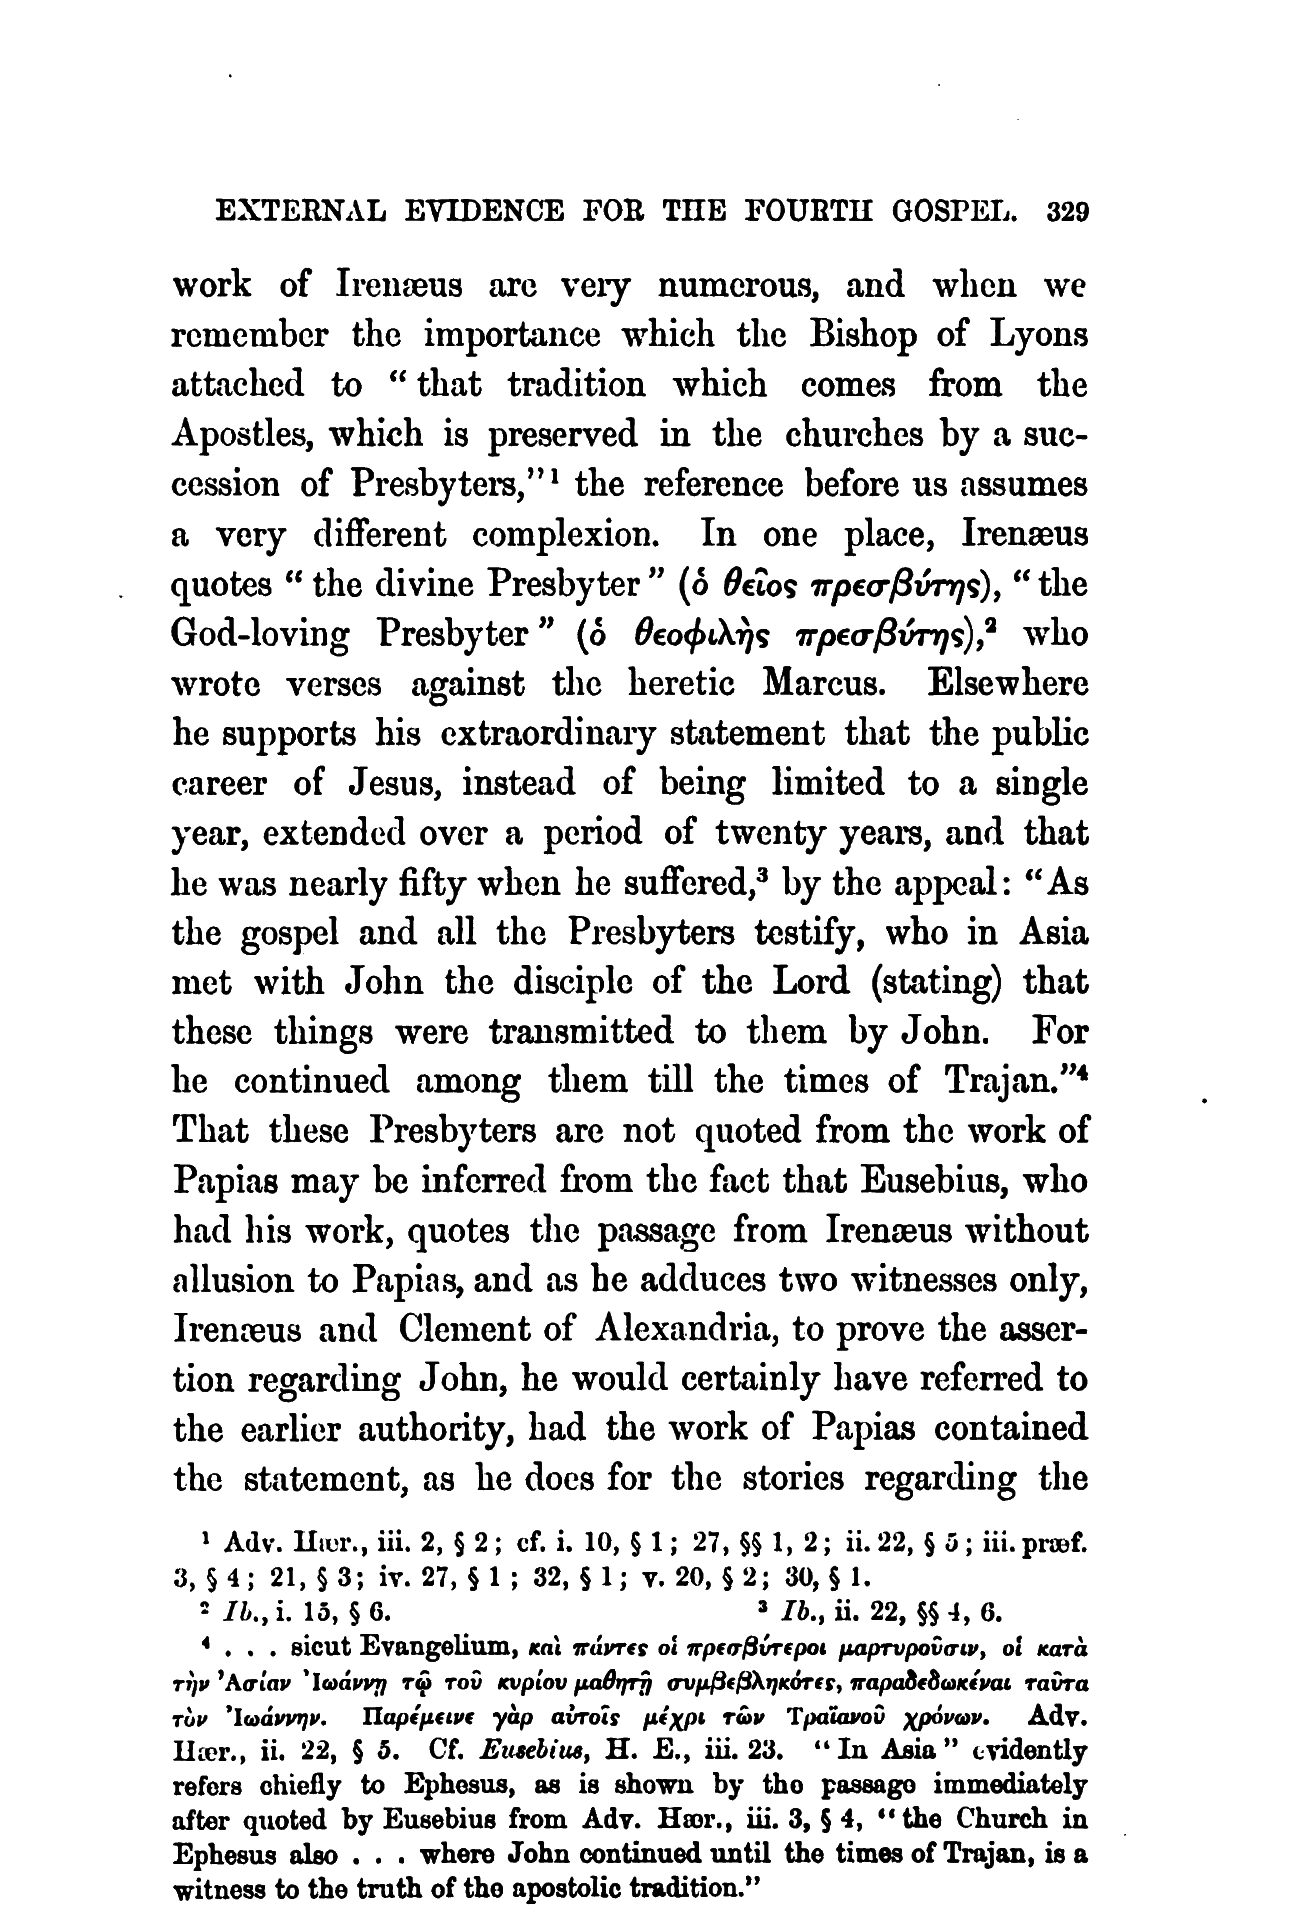 EXTERNAL EVIDENCE FOR THE FOURTH GOSPEL. 329
work of Irenæus are very numerous, and when we
remember the importance which the Bishop of Lyons
attached to “that tradition which comes from the
Apostles, which is preserved in the churches by a suc-
cession of Presbyters,”¹ the reference before us assumes
a very different complexion. In one place, Irenæus
quotes “the divine Presbyter” (ὁ θεῖος πρεσβύτης), “the
God-loving Presbyter” (ὁ θεοφιλὴς πρεσβύτης),² who
wrote verses against the heretic Marcus. Elsewhere
he supports his extraordinary statement that the public
career of Jesus, instead of being limited to a single
year, extended over a period of twenty years, and that
he was nearly fifty when he suffered,³ by the appeal: “As
the gospel and all the Presbyters testify, who in Asia
met with John the disciple of the Lord (stating) that
these things were transmitted to them by John. For
he continued among them till the times of Trajan.”⁴
That these Presbyters are not quoted from the work of
Papias may be inferred from the fact that Eusebius, who
had his work, quotes the passage from Irenæus without
allusion to Papias, and as he adduces two witnesses only,
Irenæus and Clement of Alexandria, to prove the asser-
tion regarding John, he would certainly have referred to
the earlier authority, had the work of Papias contained
the statement, as he does for the stories regarding the
¹ Adv. Hær., iii. 2, § 2; cf. i. 10, § 1; 27, §§ 1, 2; ii. 22, § 5; iii. præf.
3, § 4; 21, § 3; iv. 27, § 1; 32, § 1; v. 20, § 2; 30, § 1.
² Ib., i. 15, § 6. ³ Ib., ii. 22, §§ 4, 6.
⁴ . . . sicut Evangelium, καὶ πάντες οἱ πρεσβύτεροι μαρτυροῦσιν, οἱ κατὰ
τὴν Ἀσίαν Ἰωάννῃ τῷ τοῦ κυρίου μαθητῇ συμβεβληκότες, παραδεδωκέναι ταῦτα
τὸν Ἰωάννην. Παρέμεινε γὰρ αὐτοῖς μέχρι τῶν Τραϊανοῦ χρόνων. Adv.
Hær., ii. 22, § 5. Cf. Eusebius, H. E., iii. 23. “In Asia” evidently
refers chiefly to Ephesus, as is shown by the passage immediately
after quoted by Eusebius from Adv. Hær., iii. 3, § 4, “the Church in
Ephesus also . . . where John continued until the times of Trajan, is a
witness to the truth of the apostolic tradition.”